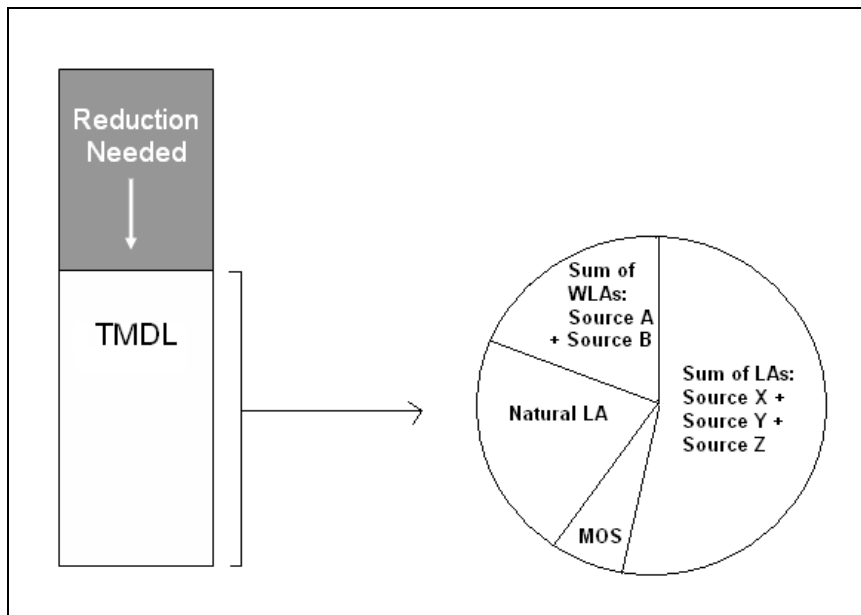 Reduction
Needed
TMDL
Sum of
WLAs:
Source A
+ Source B
Sum of LAs:
Source X +
Source Y +
Source Z
Natural LA
MOS